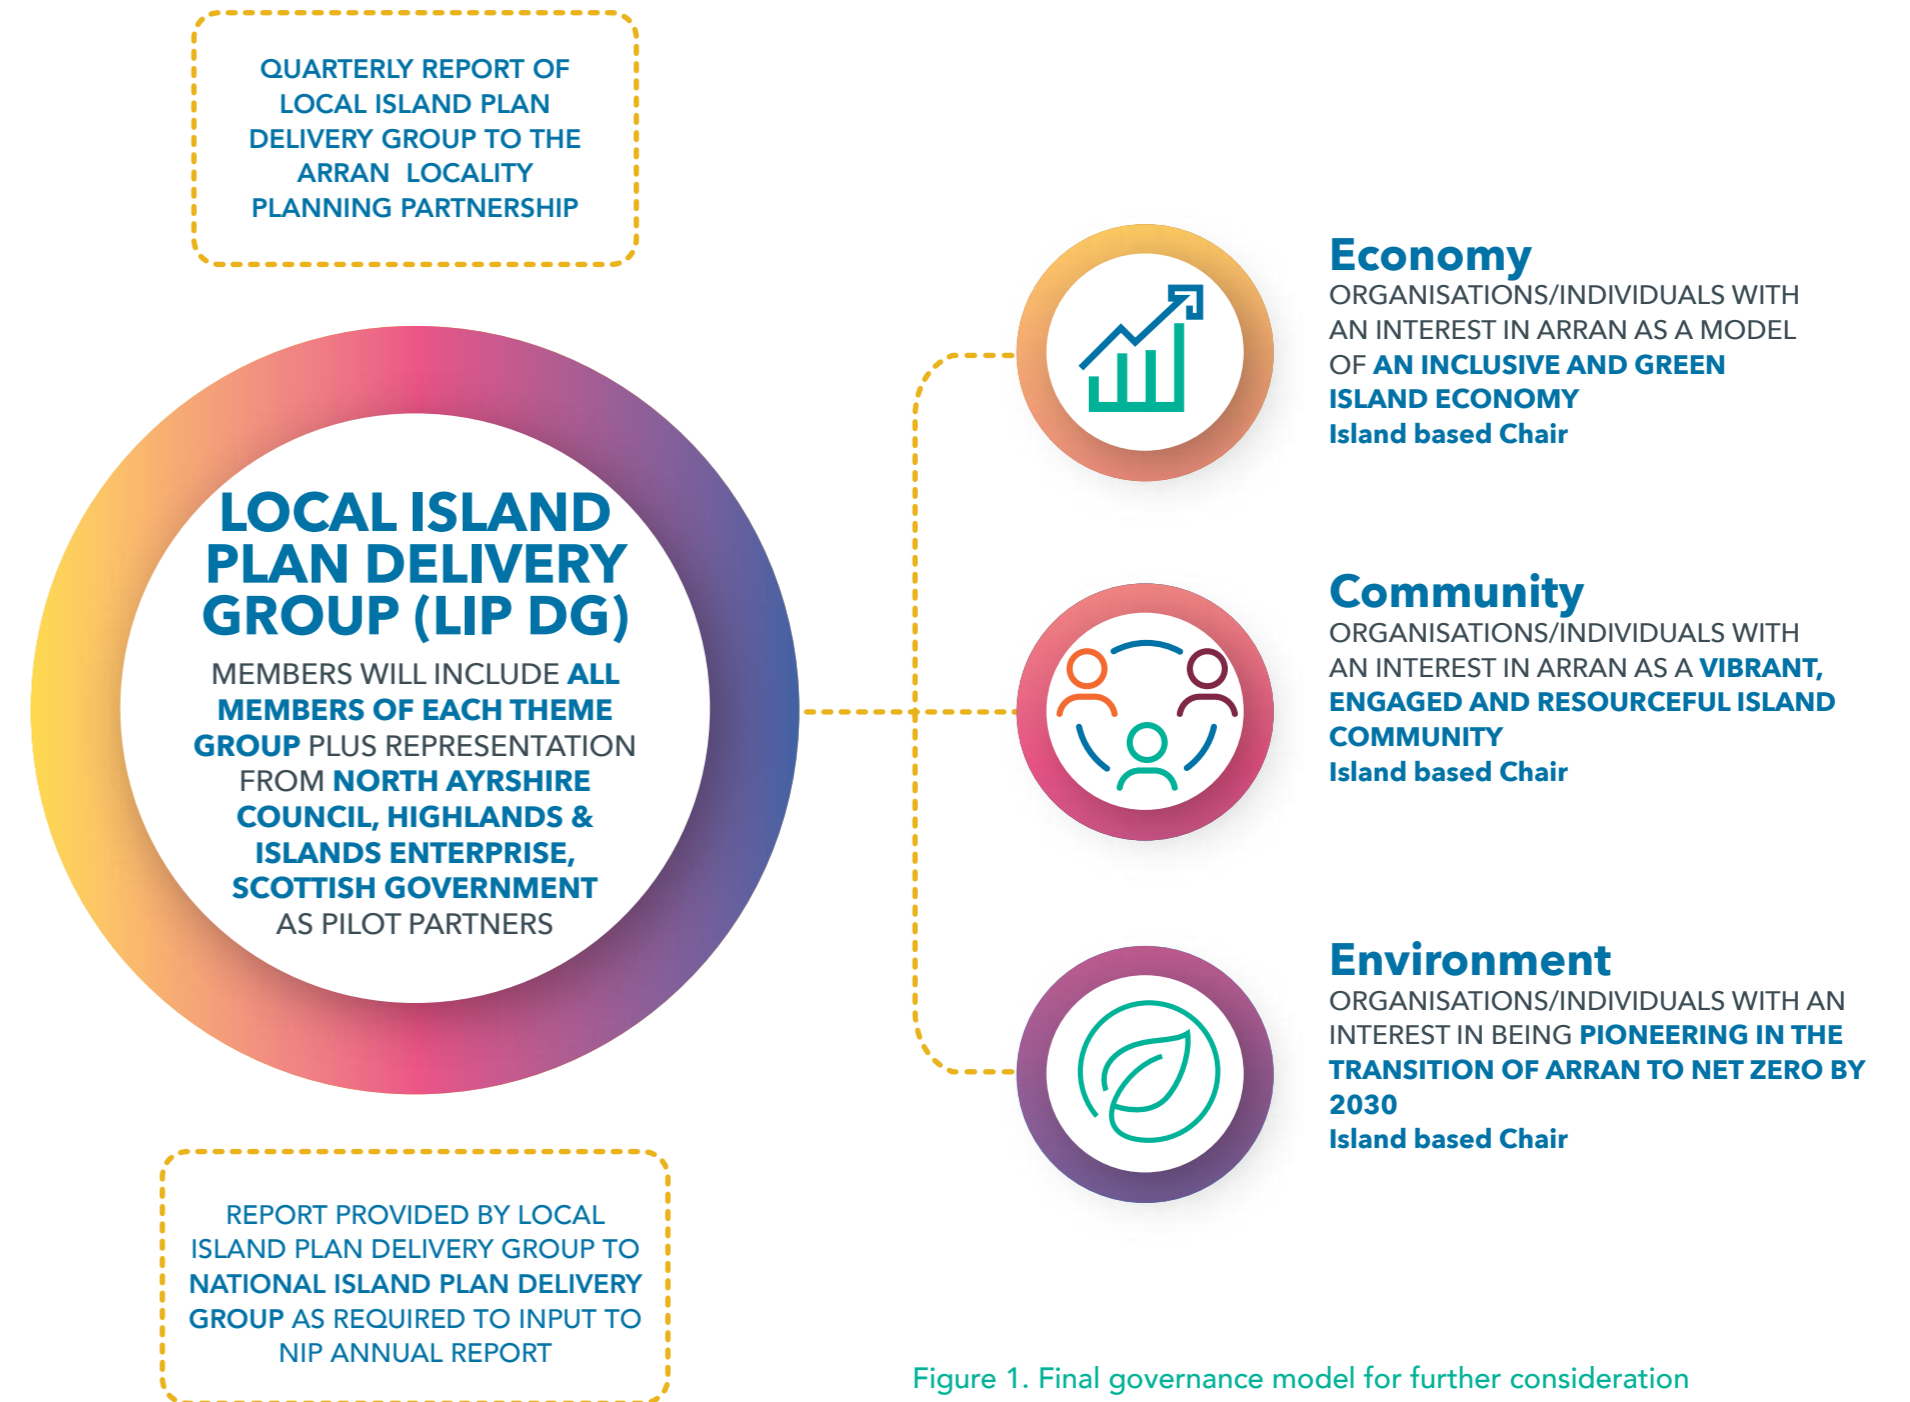 QUARTERLY REPORT OF
LOCAL ISLAND PLAN
DELIVERY GROUP TO THE
ARRAN LOCALITY
PLANNING PARTNERSHIP
LOCAL ISLAND
PLAN DELIVERY
GROUP (LIP DG)
MEMBERS WILL INCLUDE ALL
MEMBERS OF EACH THEME
GROUP PLUS REPRESENTATION
FROM NORTH AYRSHIRE
COUNCIL, HIGHLANDS &
ISLANDS ENTERPRISE,
SCOTTISH GOVERNMENT
AS PILOT PARTNERS
REPORT PROVIDED BY LOCAL
ISLAND PLAN DELIVERY GROUP TO
NATIONAL ISLAND PLAN DELIVERY
GROUP AS REQUIRED TO INPUT TO
NIP ANNUAL REPORT
Economy
ORGANISATIONS/INDIVIDUALS WITH
AN INTEREST IN ARRAN AS A MODEL
OF AN INCLUSIVE AND GREEN
ISLAND ECONOMY
Island based Chair
Community
ORGANISATIONS/INDIVIDUALS WITH
AN INTEREST IN ARRAN AS A VIBRANT,
ENGAGED AND RESOURCEFUL ISLAND
COMMUNITY
Island based Chair
Environment
ORGANISATIONS/INDIVIDUALS WITH AN
INTEREST IN BEING PIONEERING IN THE
TRANSITION OF ARRAN TO NET ZERO BY
2030
Island based Chair
Figure 1. Final governance model for further consideration